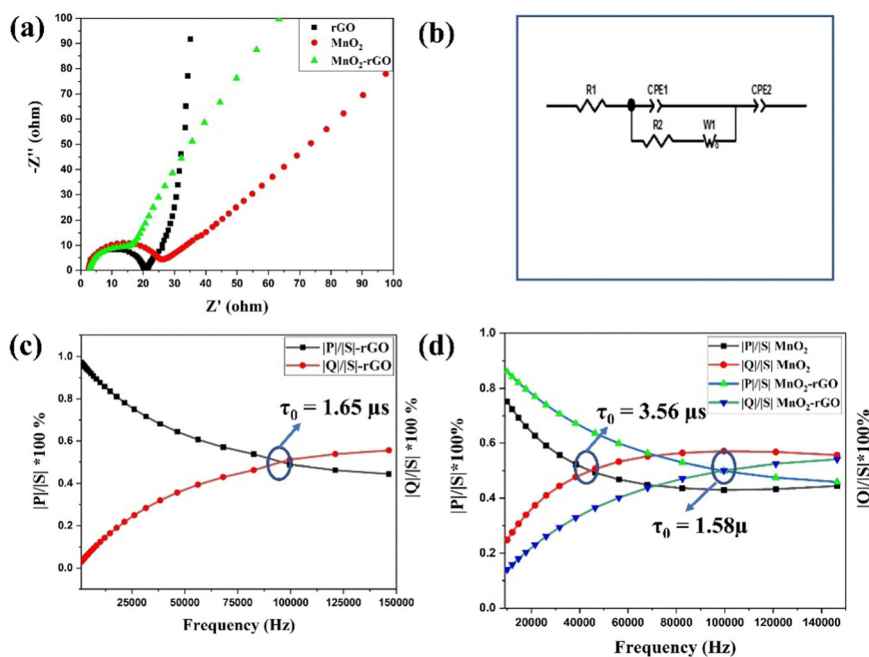 (a)
rGO
MnO₂
MnO₂-rGO
-Z'' (ohm)
100
90
80
70
60
50
40
30
20
10
0
0 10 20 30 40 50 60 70 80 90 100
Z' (ohm)
(b)
R1
CPE1
CPE2
R2
W1
s
(c)
|P|/|S|-rGO
|Q|/|S|-rGO
τ₀ = 1.65 μs
|P|/|S| *100 %
1.0
0.8
0.6
0.4
0.2
0.0
25000 50000 75000 100000 125000 150000
Frequency (Hz)
|Q|/|S| *100 %
(d)
|P|/|S| MnO₂
|Q|/|S| MnO₂
|P|/|S| MnO₂-rGO
|Q|/|S| MnO₂-rGO
τ₀ = 3.56 μs
τ₀ = 1.58μ
|P|/|S| *100%
1.0
0.8
0.6
0.4
0.2
0.0
20000 40000 60000 80000 100000 120000 140000
Frequency (Hz)
|Q|/|S| *100%